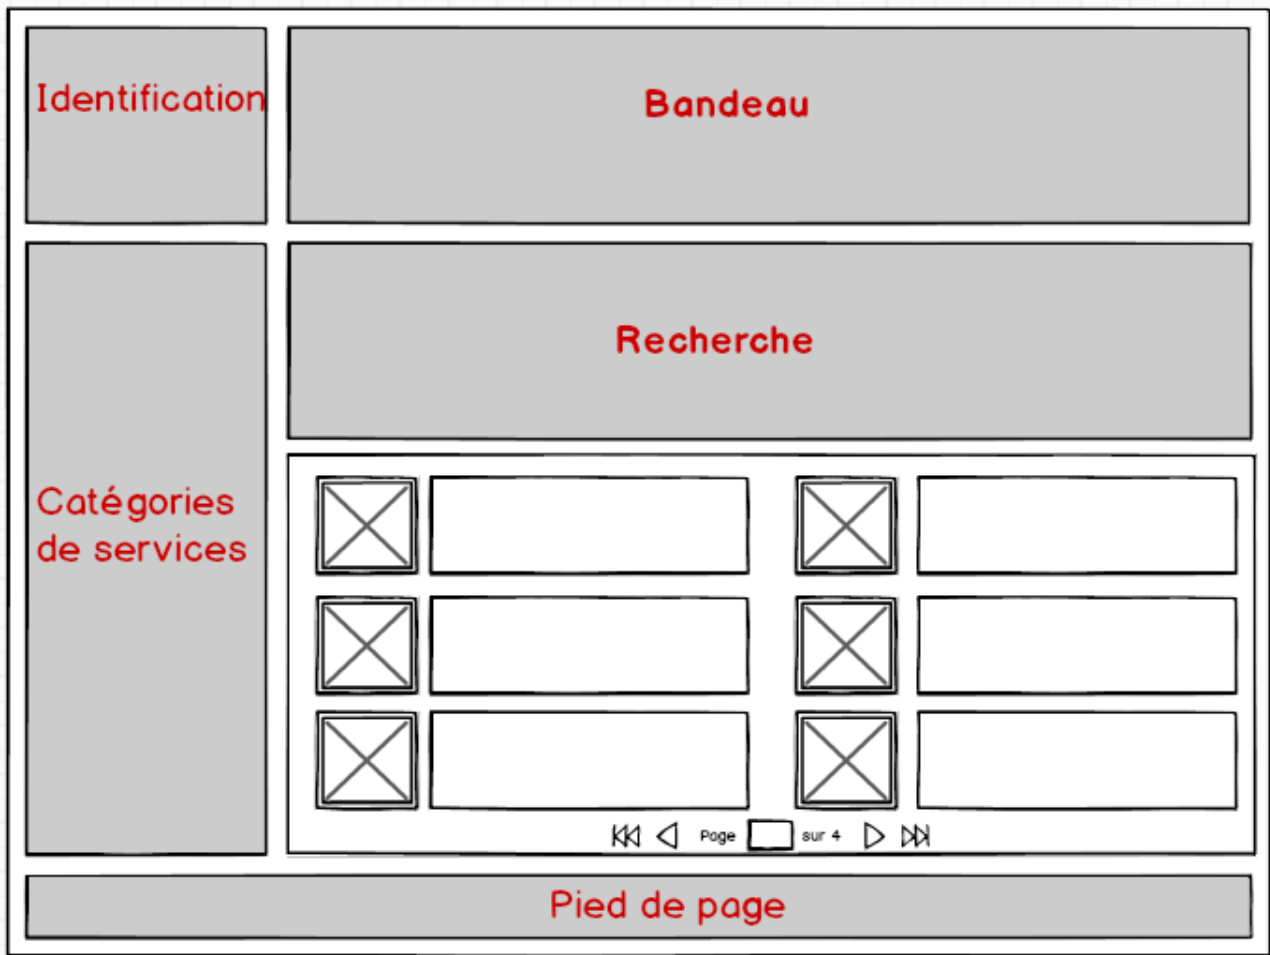 Identification
Bandeau
Recherche
Catégories
de services
Page
sur 4
Pied de page